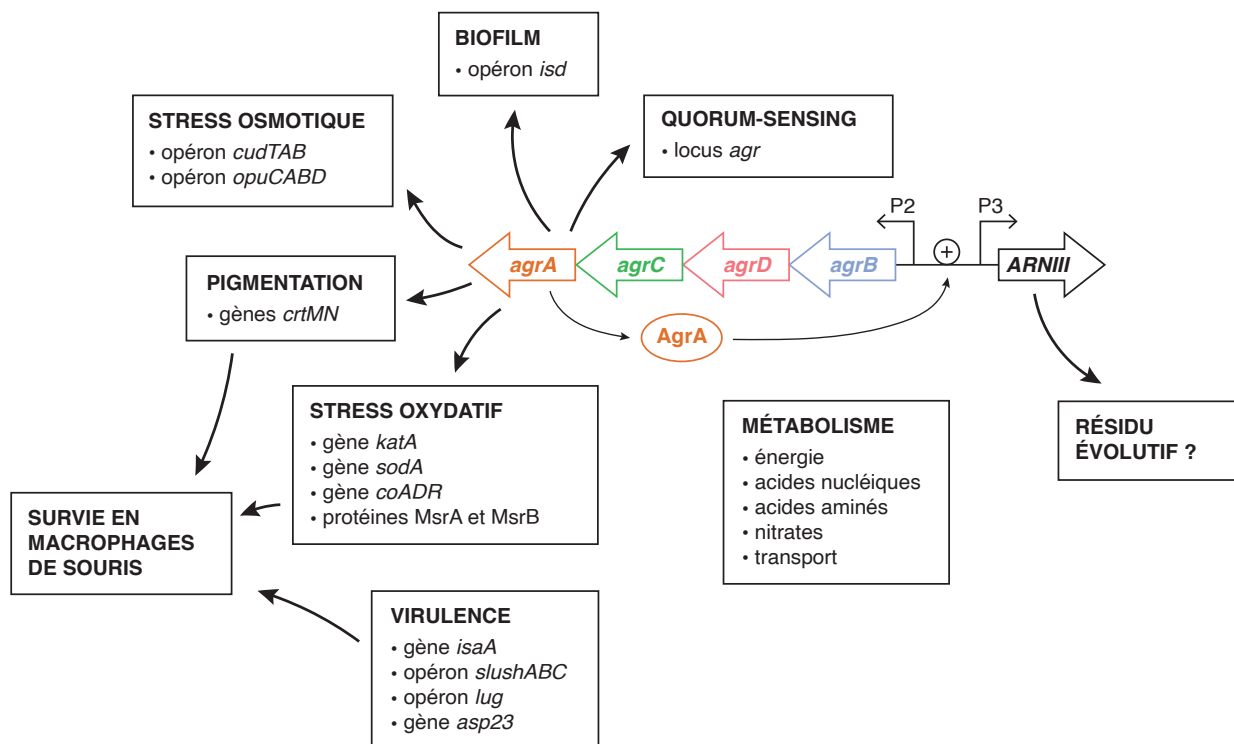 BIOFILM
• opéron isd
STRESS OSMOTIQUE
• opéron cudTAB
• opéron opuCABD
QUORUM-SENSING
• locus agr
P2
P3
+
agrA
agrC
agrD
agrB
ARNIII
AgrA
PIGMENTATION
• gènes crtMN
STRESS OXYDATIF
• gène katA
• gène sodA
• gène coADR
• protéines MsrA et MsrB
MÉTABOLISME
• énergie
• acides nucléiques
• acides aminés
• nitrates
• transport
RÉSIDU
ÉVOLUTIF ?
SURVIE EN
MACROPHAGES
DE SOURIS
VIRULENCE
• gène isaA
• opéron slushABC
• opéron lug
• gène asp23